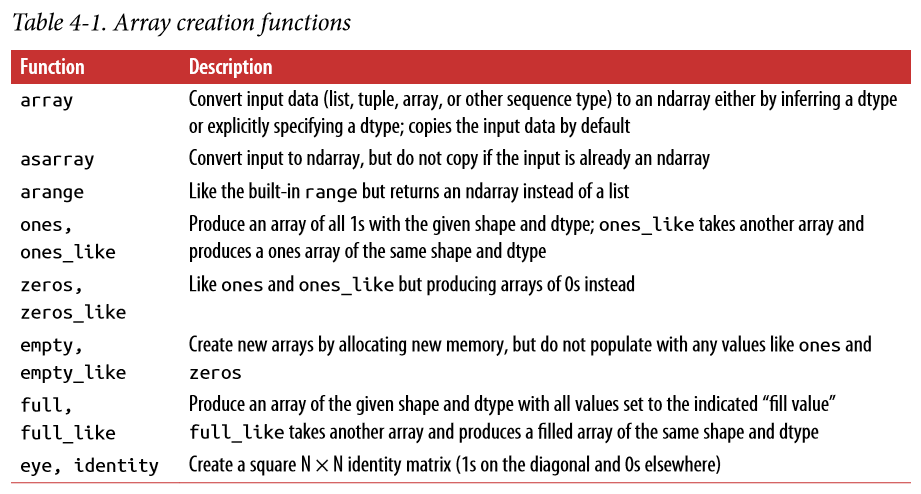 Table 4-1. Array creation functions
Function Description
array Convert input data (list, tuple, array, or other sequence type) to an ndarray either by inferring a dtype
or explicitly specifying a dtype; copies the input data by default
asarray Convert input to ndarray, but do not copy if the input is already an ndarray
arange Like the built-in range but returns an ndarray instead of a list
ones, Produce an array of all 1s with the given shape and dtype; ones_like takes another array and
ones_like produces a ones array of the same shape and dtype
zeros, Like ones and ones_like but producing arrays of 0s instead
zeros_like
empty, Create new arrays by allocating new memory, but do not populate with any values like ones and
empty_like zeros
full, Produce an array of the given shape and dtype with all values set to the indicated “fill value”
full_like full_like takes another array and produces a filled array of the same shape and dtype
eye, identity Create a square N × N identity matrix (1s on the diagonal and 0s elsewhere)